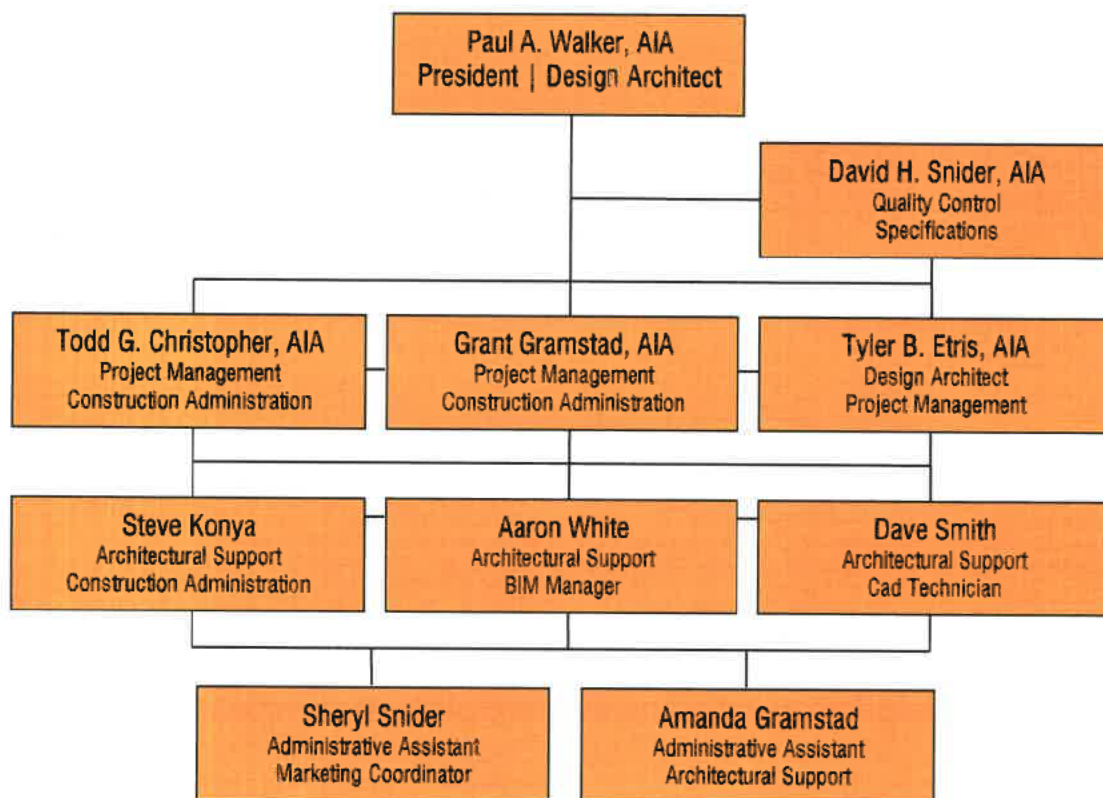 Paul A. Walker, AIA
President | Design Architect
David H. Snider, AIA
Quality Control
Specifications
Todd G. Christopher, AIA
Project Management
Construction Administration
Grant Gramstad, AIA
Project Management
Construction Administration
Tyler B. Etris, AIA
Design Architect
Project Management
Steve Konya
Architectural Support
Construction Administration
Aaron White
Architectural Support
BIM Manager
Dave Smith
Architectural Support
Cad Technician
Sheryl Snider
Administrative Assistant
Marketing Coordinator
Amanda Gramstad
Administrative Assistant
Architectural Support